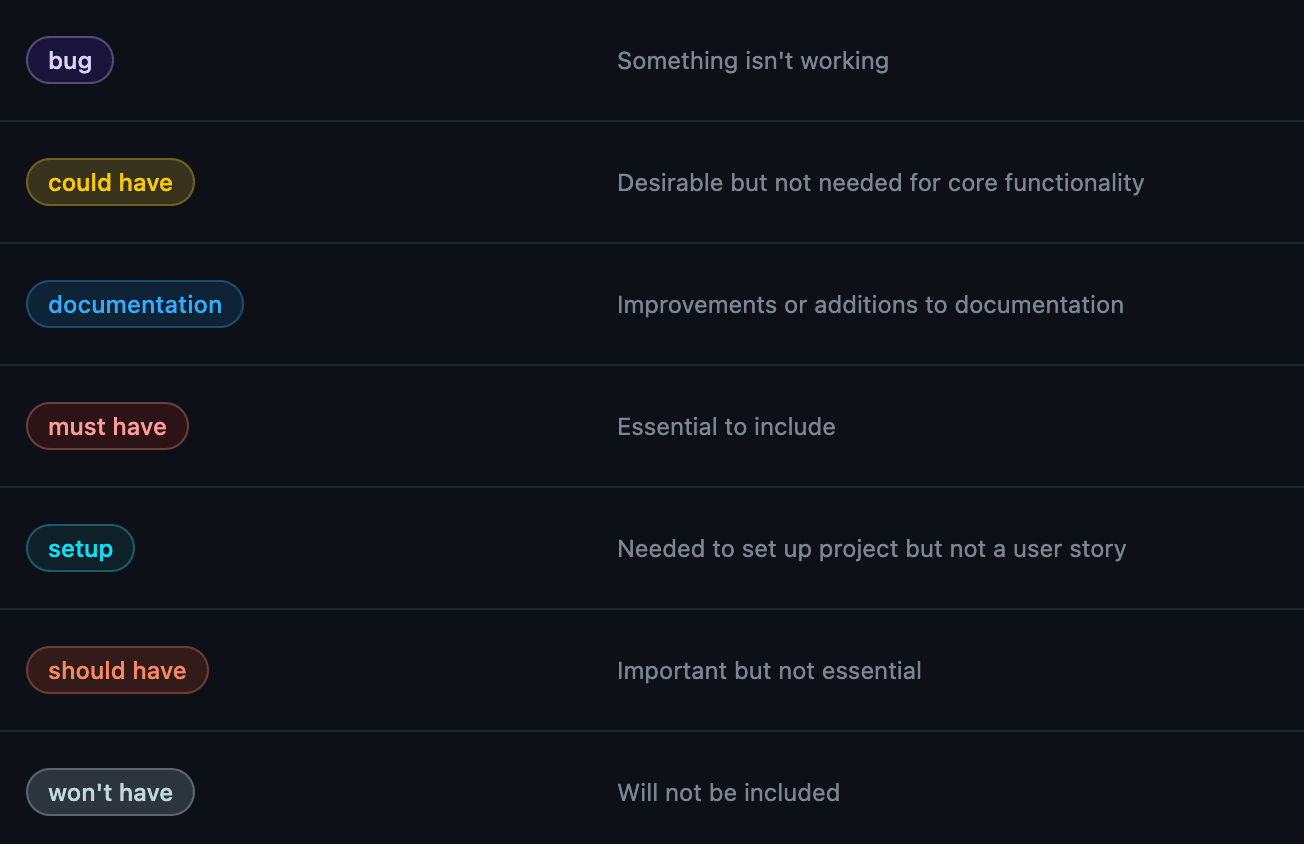 bug
Something isn't working
could have
Desirable but not needed for core functionality
documentation
Improvements or additions to documentation
must have
Essential to include
setup
Needed to set up project but not a user story
should have
Important but not essential
won't have
Will not be included